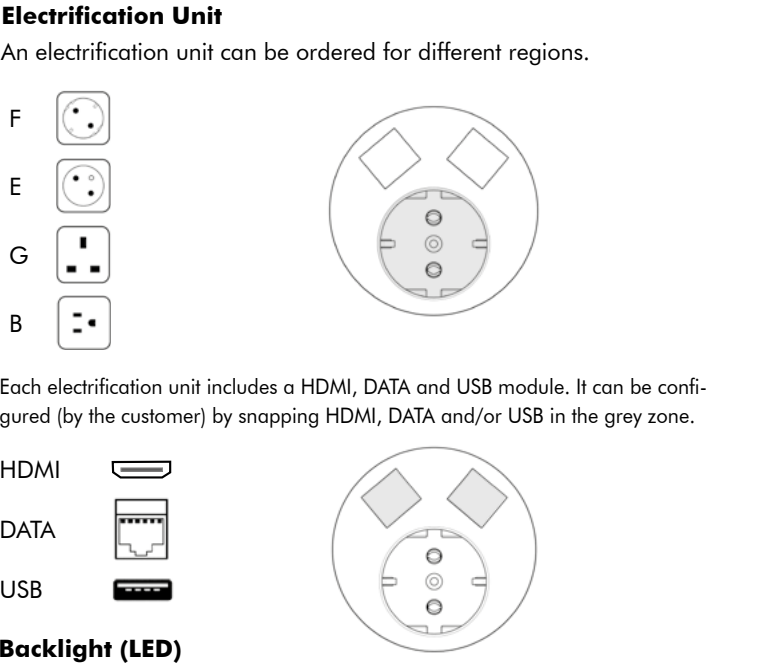 Electrification Unit
An electrification unit can be ordered for different regions.
F
E
G
B
Each electrification unit includes a HDMI, DATA and USB module. It can be confi-
gured (by the customer) by snapping HDMI, DATA and/or USB in the grey zone.
HDMI
DATA
USB
Backlight (LED)